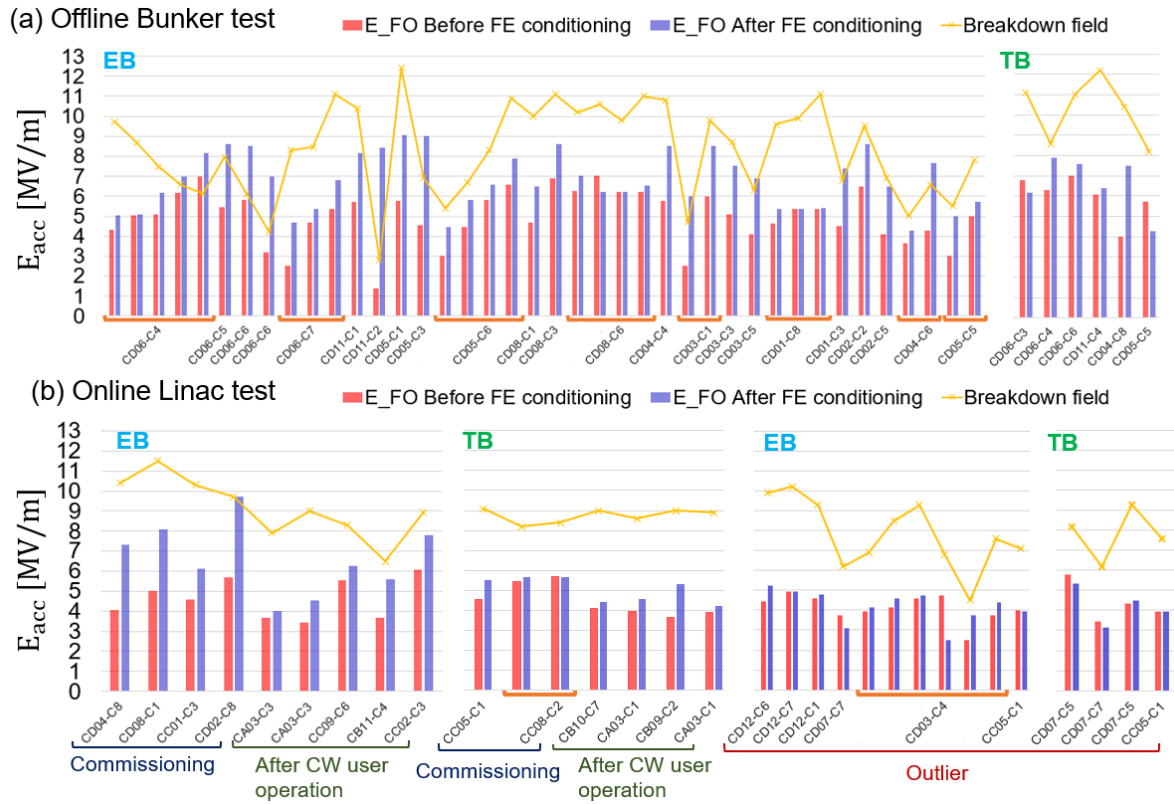 (a) Offline Bunker test
E_FO Before FE conditioning E_FO After FE conditioning Breakdown field
EB TB
E_acc [MV/m]
13
12
11
10
9
8
7
6
5
4
3
2
1
0
CD06-C4 CD06-C5 CD06-C6 CD06-C6 CD06-C7 CD11-C1 CD11-C2 CD05-C1 CD05-C3 CD05-C6 CD08-C1 CD08-C3 CD08-C6 CD04-C4 CD03-C1 CD03-C3 CD03-C5 CD01-C8 CD01-C3 CD02-C2 CD02-C5 CD04-C6 CD05-C5
CD06-C3 CD06-C4 CD06-C6 CD11-C4 CD04-C8 CD05-C5
(b) Online Linac test
E_FO Before FE conditioning E_FO After FE conditioning Breakdown field
EB TB EB TB
E_acc [MV/m]
13
12
11
10
9
8
7
6
5
4
3
2
1
0
CD04-C8 CD08-C1 CC01-C3 CD02-C8 CA03-C3 CA03-C3 CC09-C6 CB11-C4 CC02-C3
CC05-C1 CC08-C2 CB10-C7 CA03-C1 CB09-C2 CA03-C1
CD12-C6 CD12-C7 CD12-C1 CD07-C7 CD03-C4 CC05-C1
CD07-C5 CD07-C7 CD07-C5 CC05-C1
Commissioning
After CW user
operation
Commissioning
After CW user
operation
Outlier